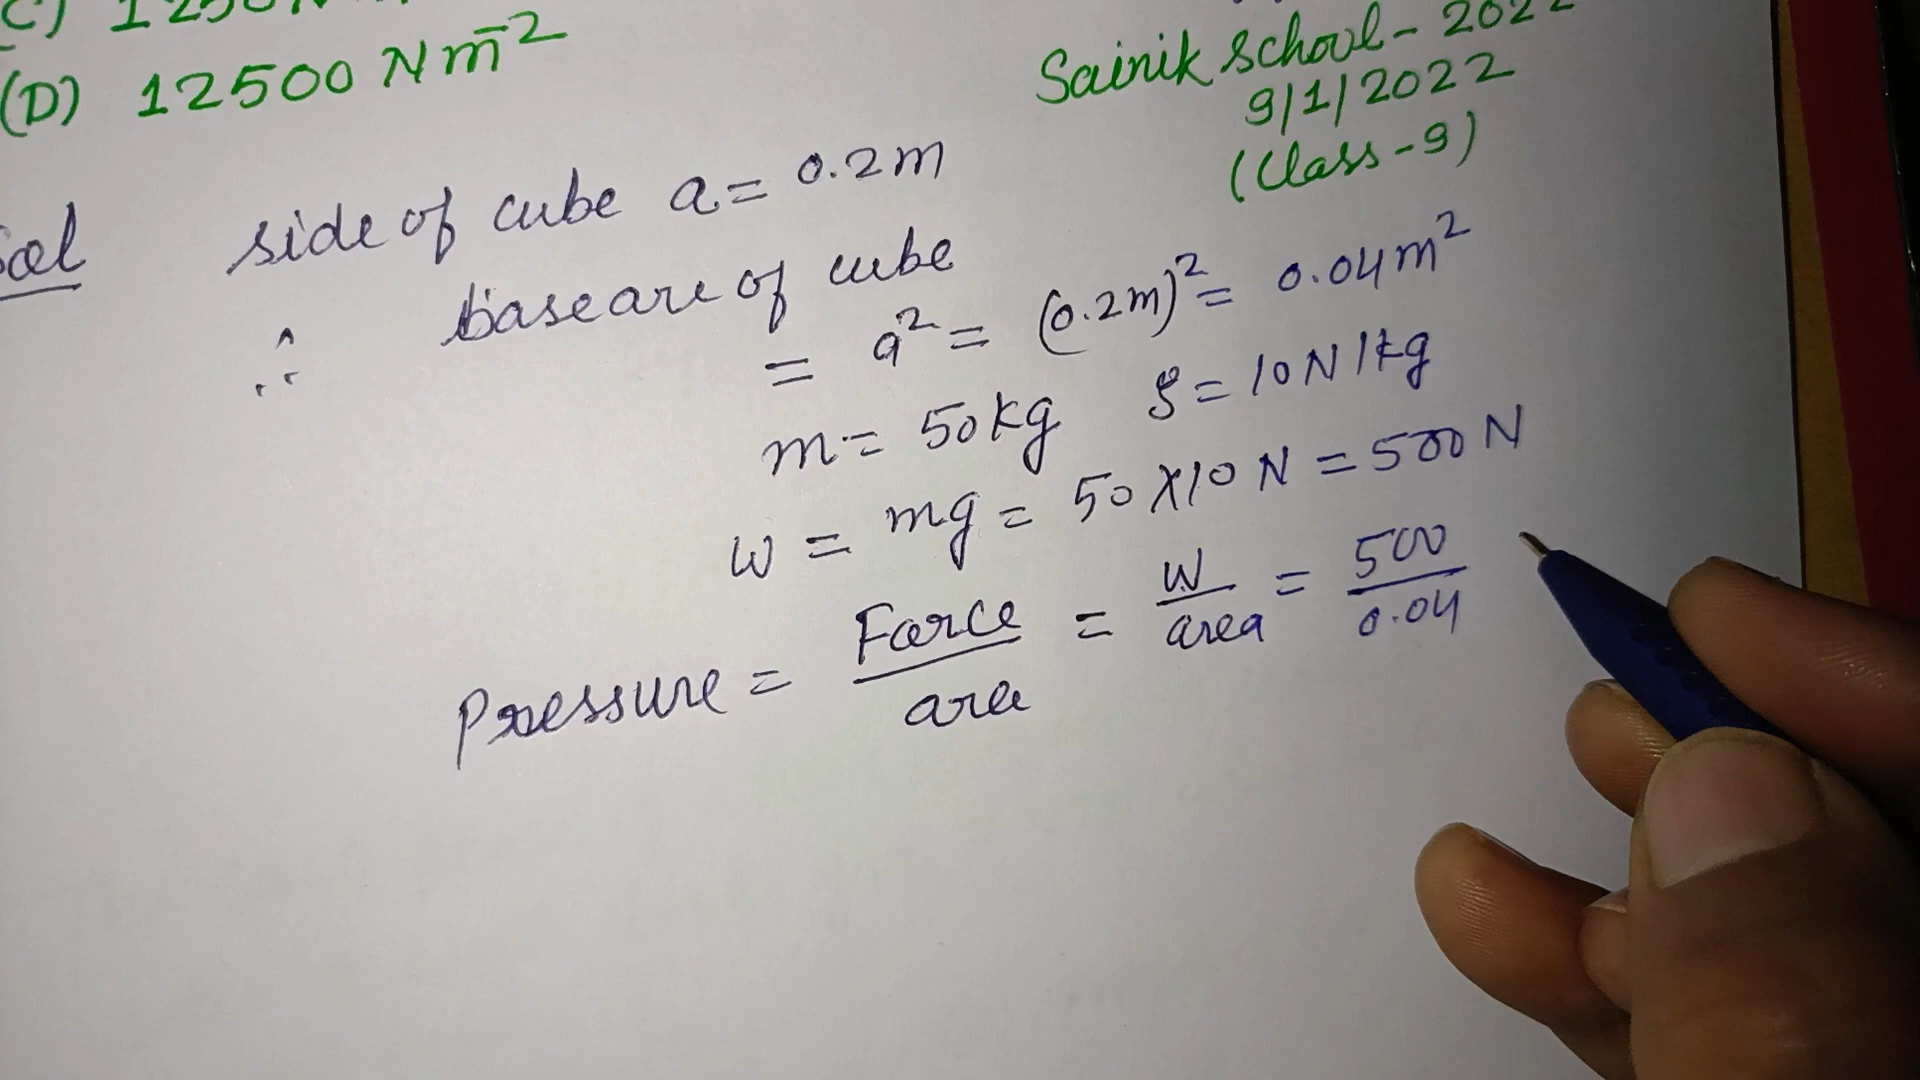 (D) 12500 Nm⁻²
Sainik School - 2022
9/1/2022
(Class-9)
side of cube a = 0.2m
∴ base are of cube
= a² = (0.2m)² = 0.04m²
m = 50kg g = 10N/kg
W = mg = 50×10 N = 500 N
Pressure = Force/area = W/area = 500/0.04